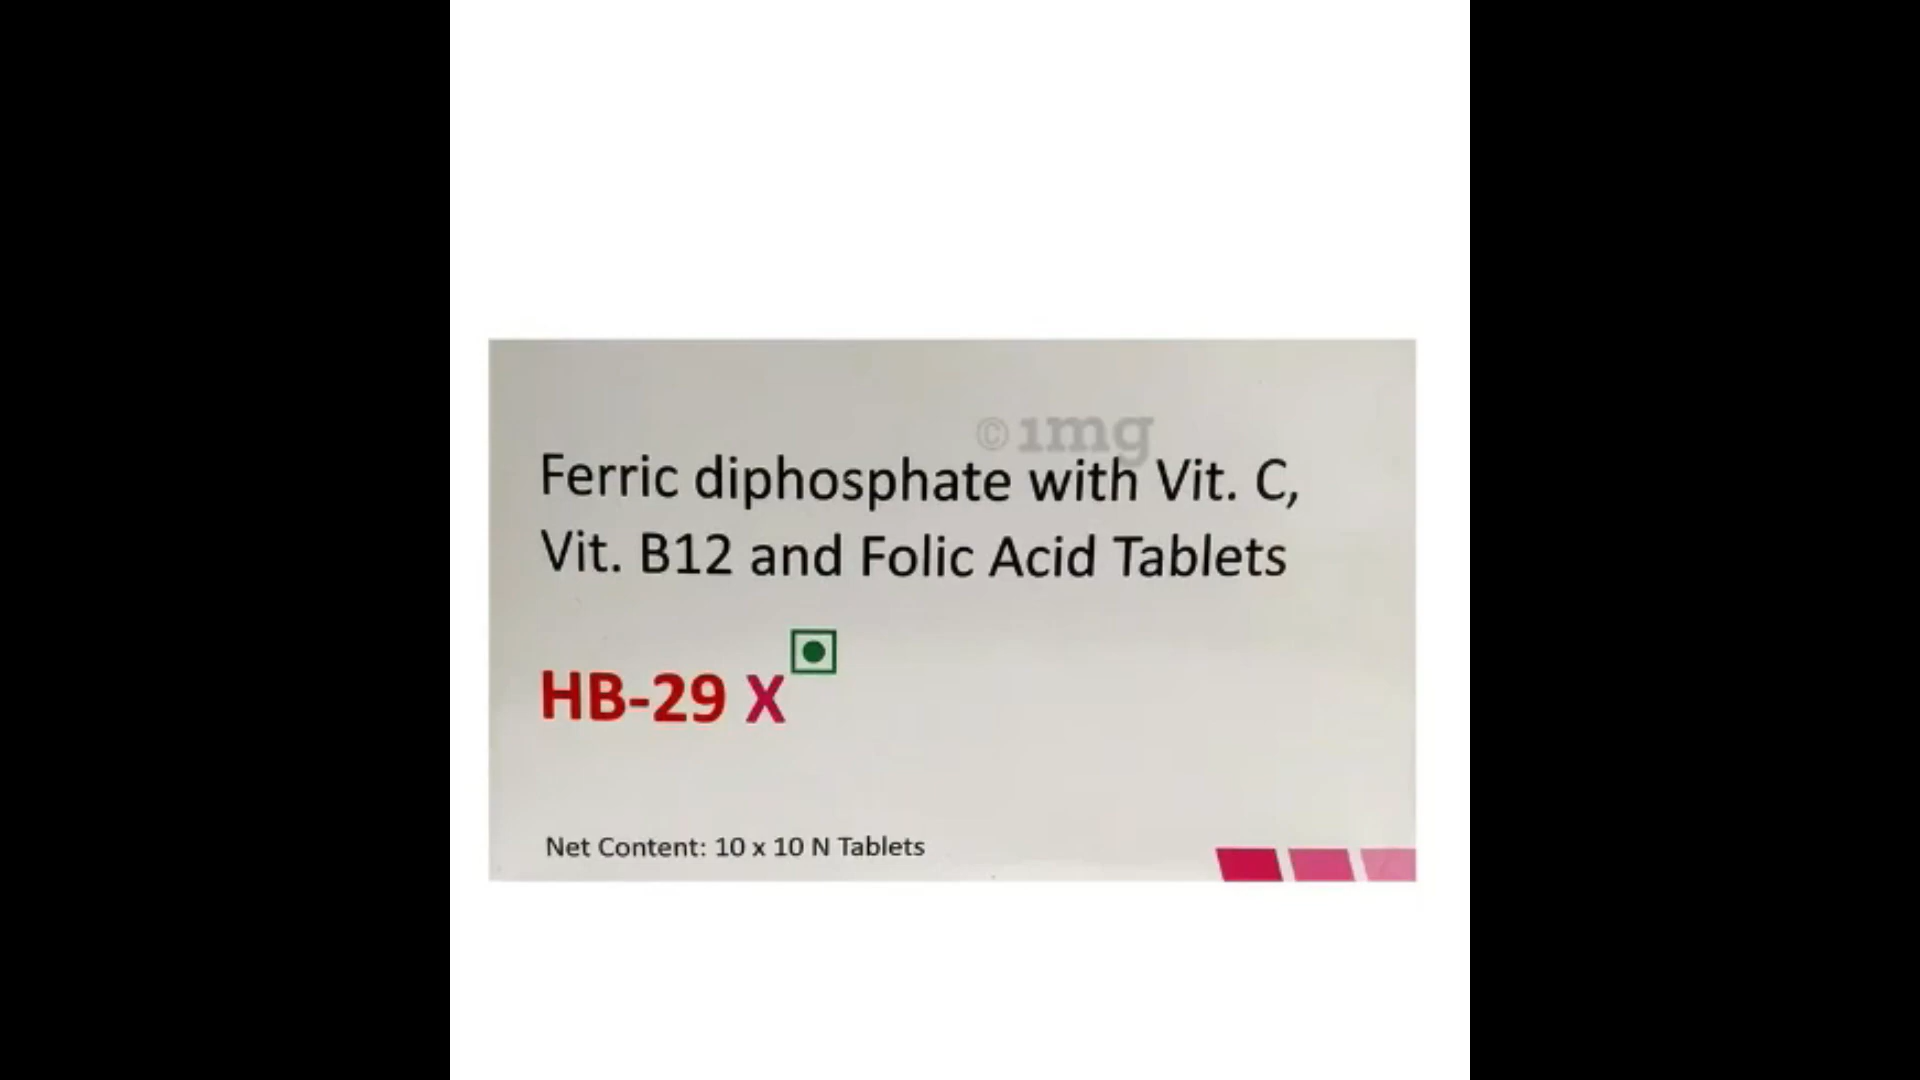 © 1mg
Ferric diphosphate with Vit. C,
Vit. B12 and Folic Acid Tablets
HB-29 X
Net Content: 10 x 10 N Tablets